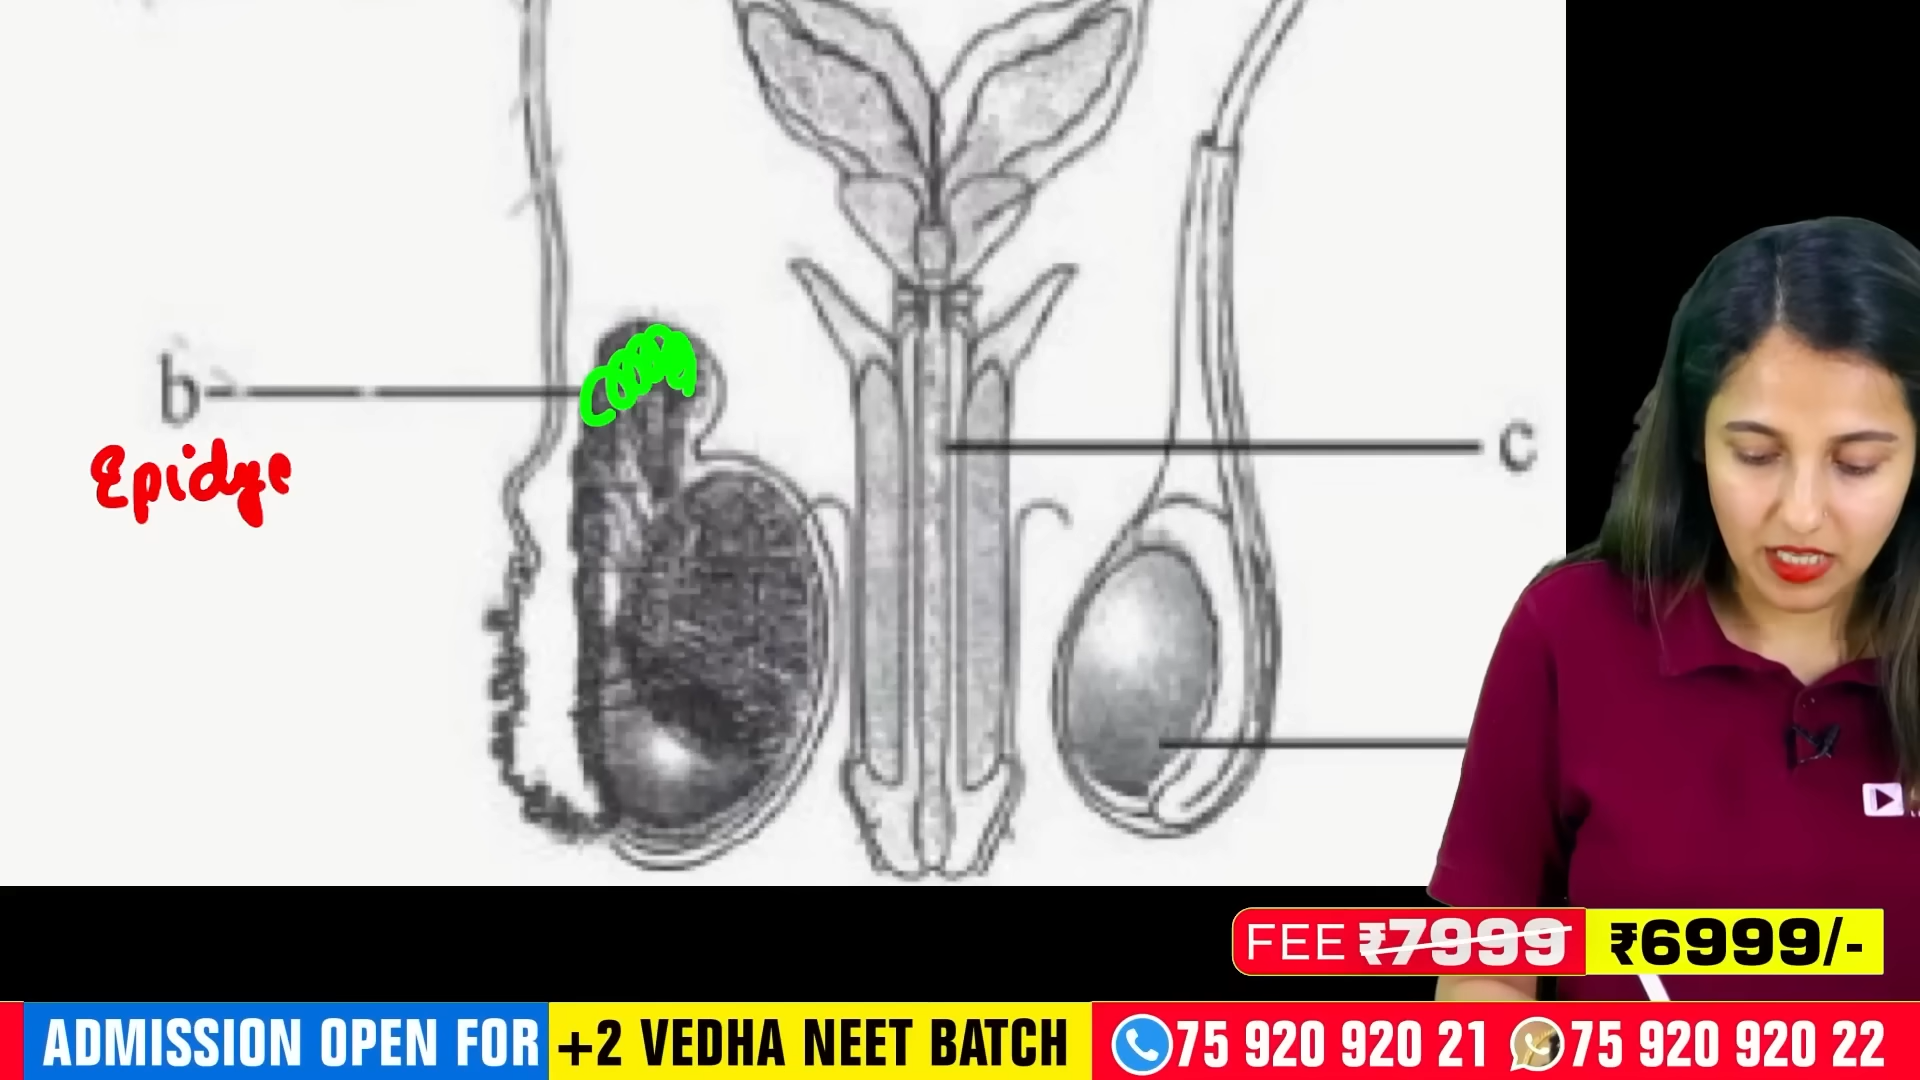 b
Epidye
c
FEE ₹7999 ₹6999/-
ADMISSION OPEN FOR +2 VEDHA NEET BATCH 75 920 920 21 75 920 920 22